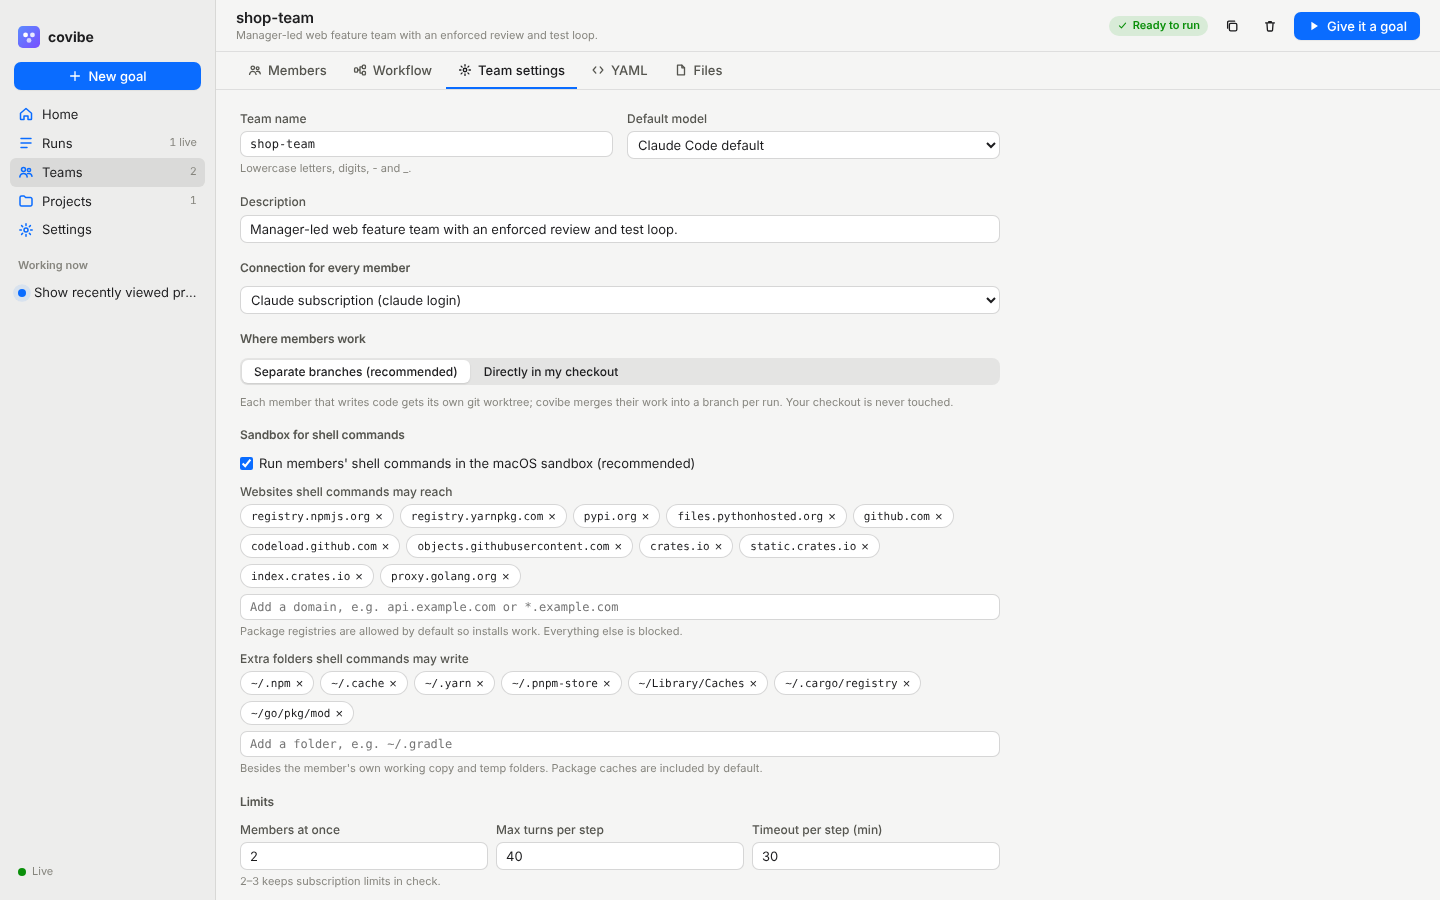 covibe
New goal
Home
Runs 1 live
Teams 2
Projects 1
Settings
Working now
Show recently viewed pr...
Live
shop-team
Manager-led web feature team with an enforced review and test loop.
Ready to run
Give it a goal
Members Workflow Team settings YAML Files
Team name Default model
shop-team Claude Code default
Lowercase letters, digits, - and _.
Description
Manager-led web feature team with an enforced review and test loop.
Connection for every member
Claude subscription (claude login)
Where members work
Separate branches (recommended) Directly in my checkout
Each member that writes code gets its own git worktree; covibe merges their work into a branch per run. Your checkout is never touched.
Sandbox for shell commands
Run members' shell commands in the macOS sandbox (recommended)
Websites shell commands may reach
registry.npmjs.org × registry.yarnpkg.com × pypi.org × files.pythonhosted.org × github.com ×
codeload.github.com × objects.githubusercontent.com × crates.io × static.crates.io ×
index.crates.io × proxy.golang.org ×
Add a domain, e.g. api.example.com or *.example.com
Package registries are allowed by default so installs work. Everything else is blocked.
Extra folders shell commands may write
~/.npm × ~/.cache × ~/.yarn × ~/.pnpm-store × ~/Library/Caches × ~/.cargo/registry ×
~/go/pkg/mod ×
Add a folder, e.g. ~/.gradle
Besides the member's own working copy and temp folders. Package caches are included by default.
Limits
Members at once Max turns per step Timeout per step (min)
2 40 30
2–3 keeps subscription limits in check.